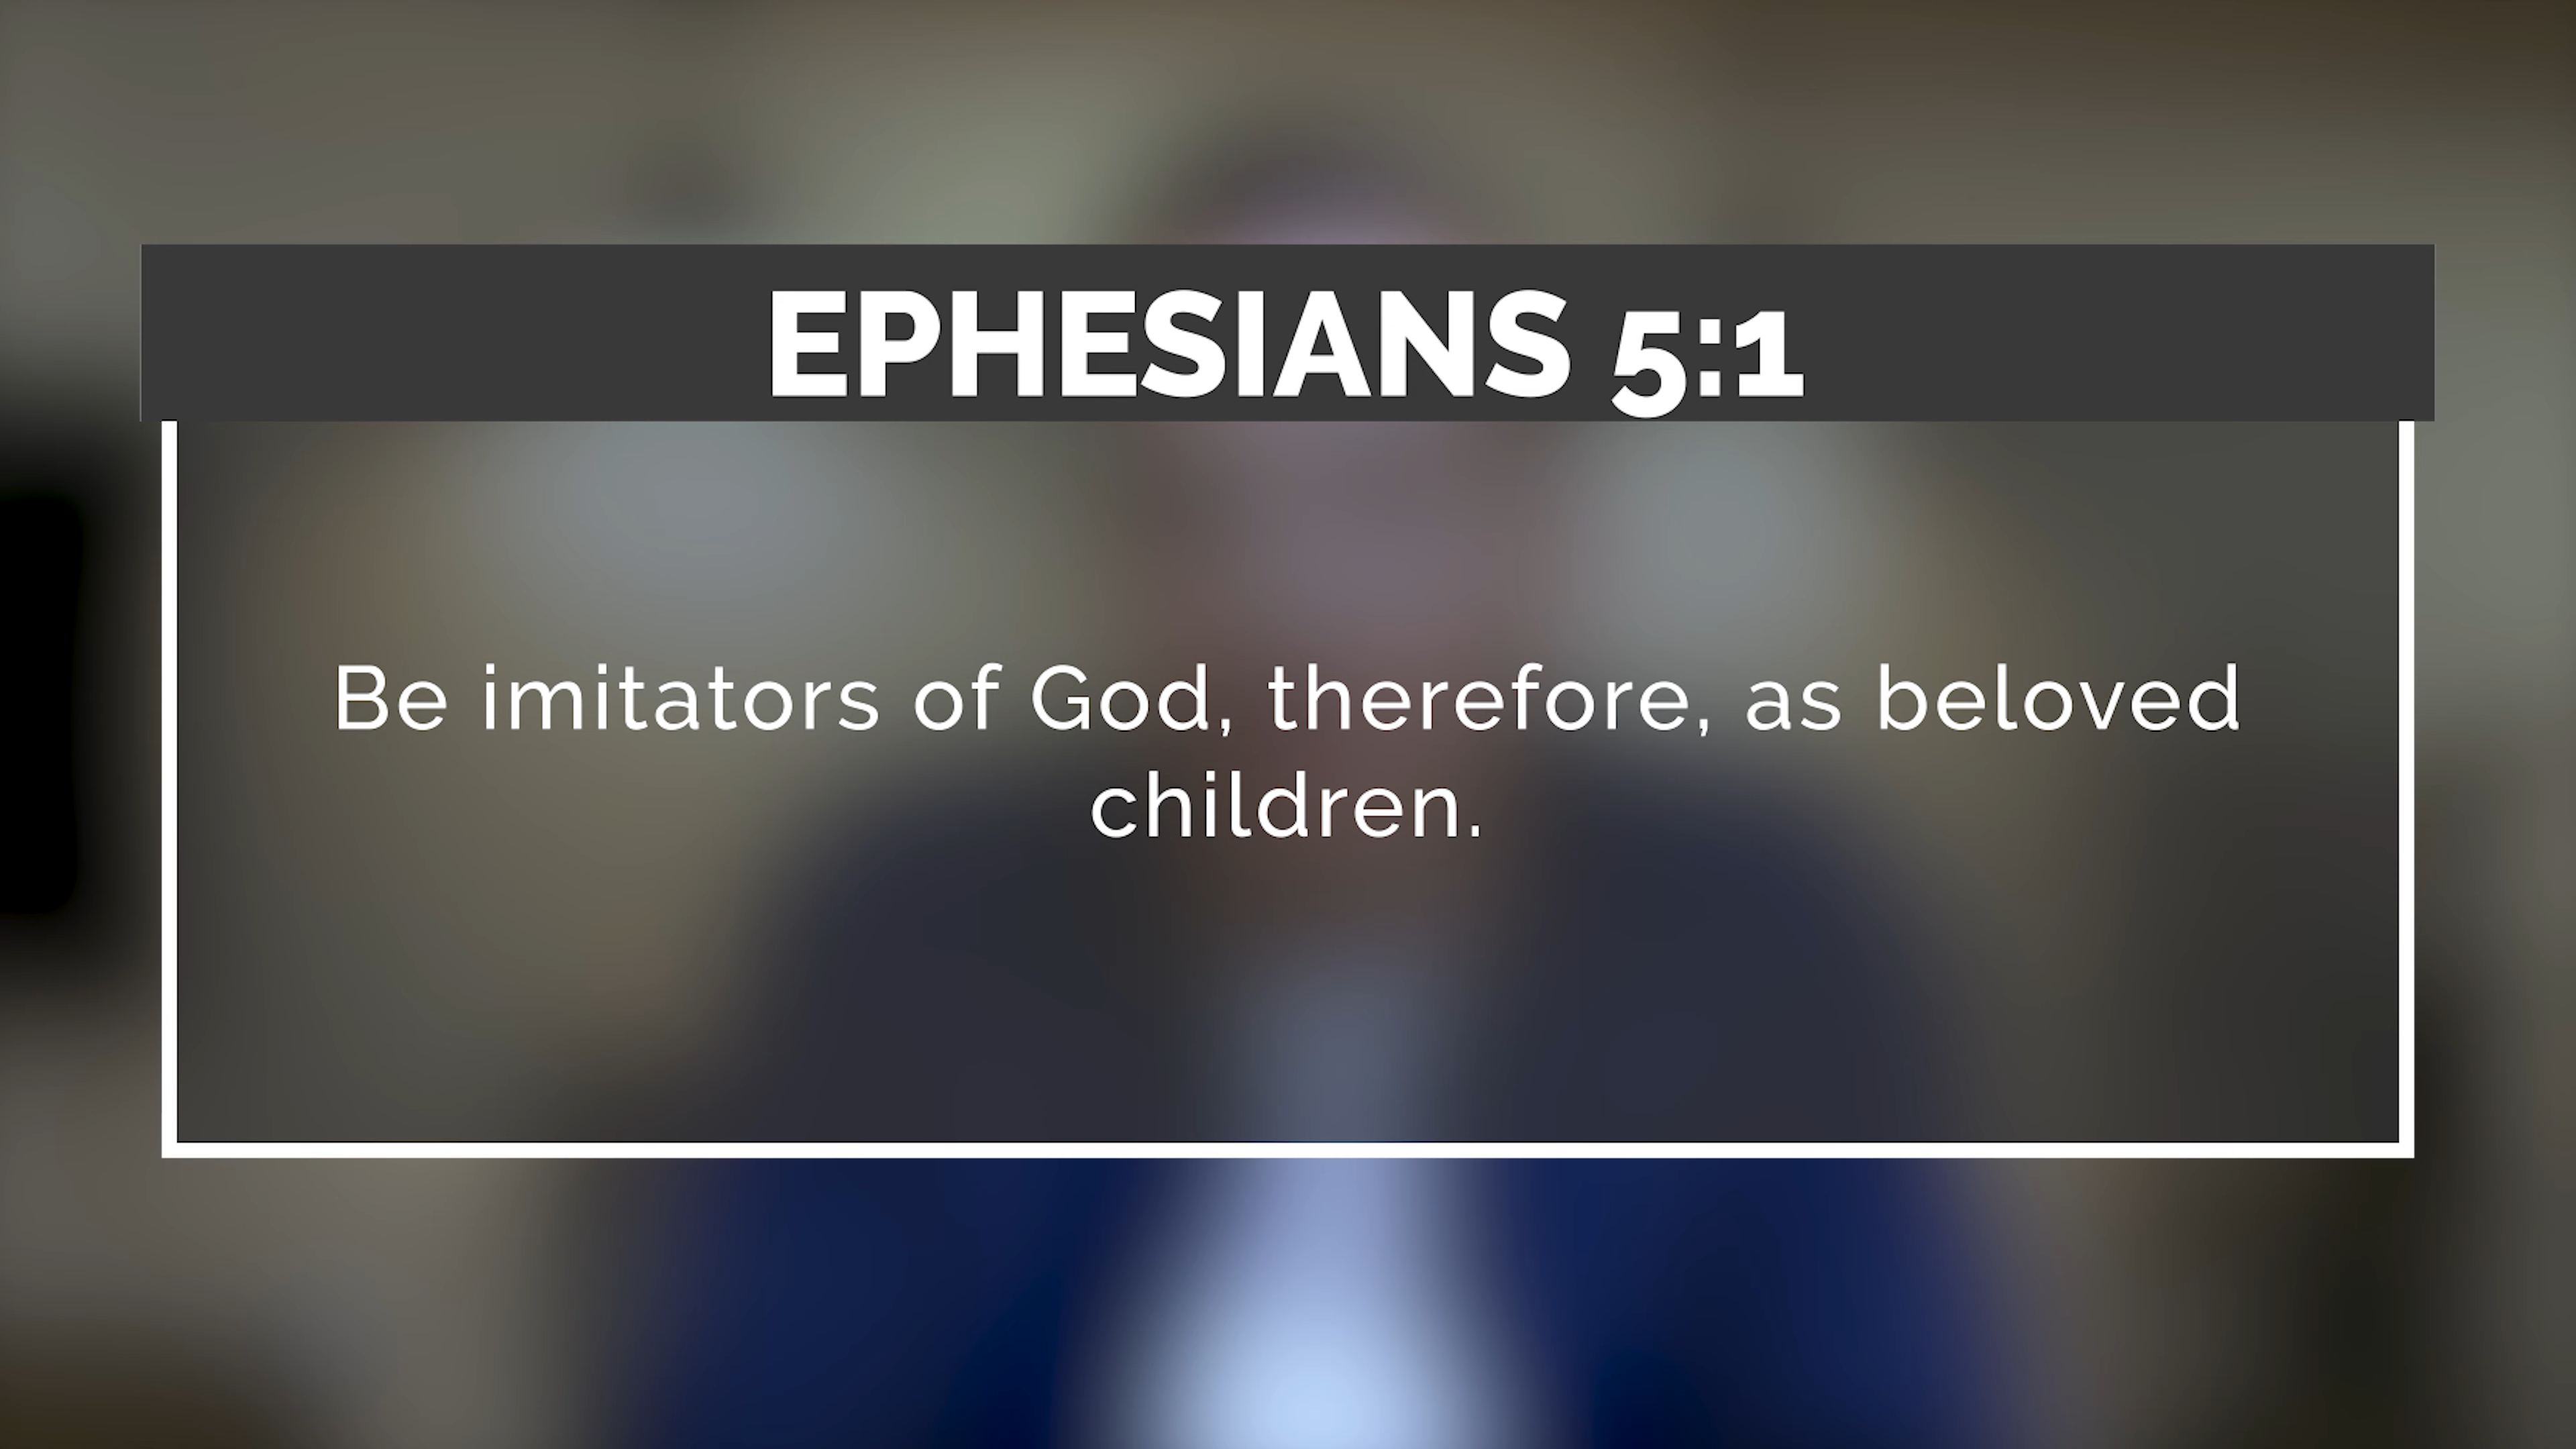 EPHESIANS 5:1
Be imitators of God, therefore, as beloved
children.